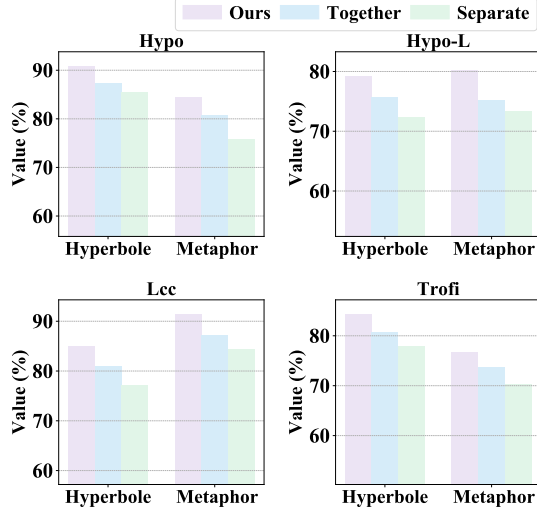 Ours Together Separate
Hypo
Value (%)
90
80
70
60
Hyperbole Metaphor
Hypo-L
Value (%)
80
70
60
Hyperbole Metaphor
Lcc
Value (%)
90
80
70
60
Hyperbole Metaphor
Trofi
Value (%)
80
70
60
Hyperbole Metaphor